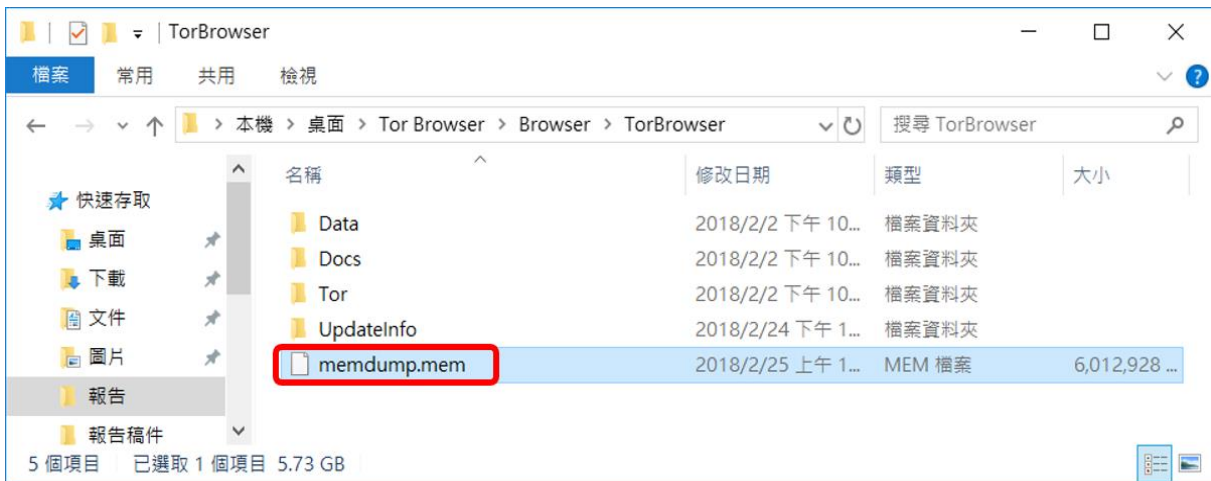 TorBrowser
檔案 常用 共用 檢視
本機 > 桌面 > Tor Browser > Browser > TorBrowser 搜尋 TorBrowser
名稱 修改日期 類型 大小
快速存取
桌面
下載
文件
圖片
報告
報告稿件
Data 2018/2/2 下午 10... 檔案資料夾
Docs 2018/2/2 下午 10... 檔案資料夾
Tor 2018/2/2 下午 10... 檔案資料夾
UpdateInfo 2018/2/24 下午 1... 檔案資料夾
memdump.mem 2018/2/25 上午 1... MEM 檔案 6,012,928 ...
5 個項目 已選取 1 個項目 5.73 GB